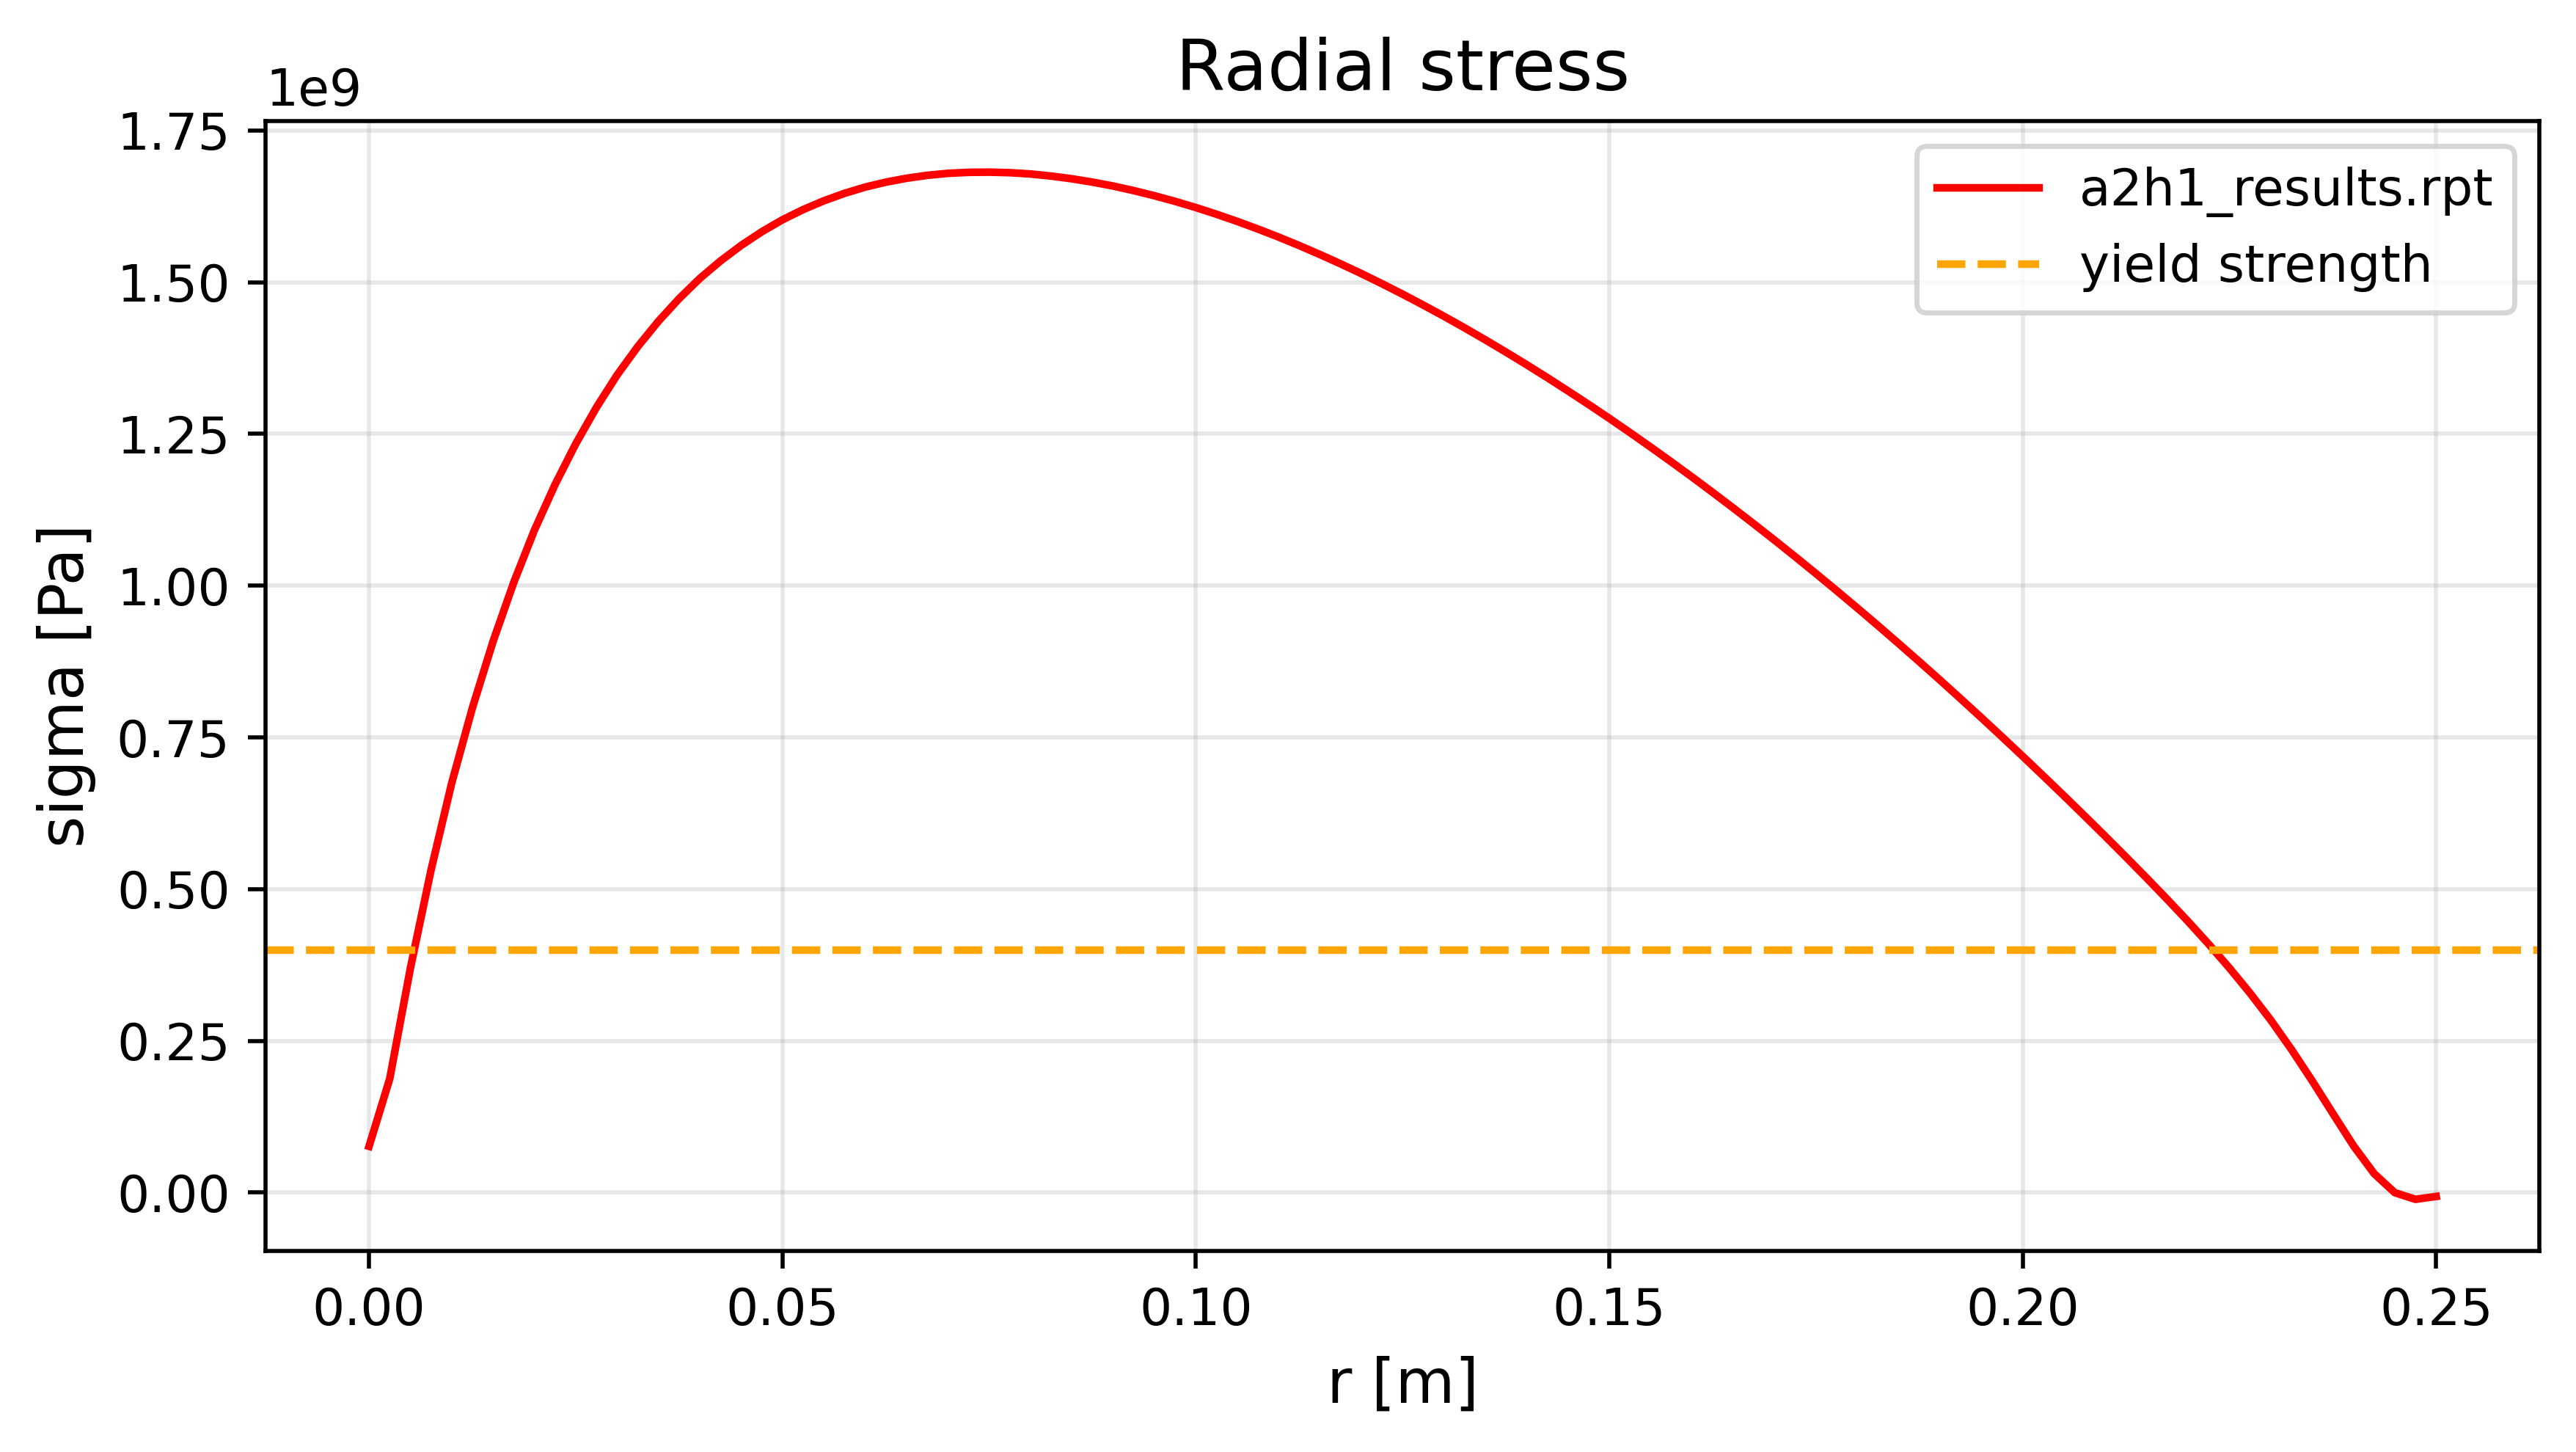 Radial stress
1e9
1.75
1.50
1.25
1.00
0.75
0.50
0.25
0.00
sigma [Pa]
a2h1_results.rpt
yield strength
0.00 0.05 0.10 0.15 0.20 0.25
r [m]